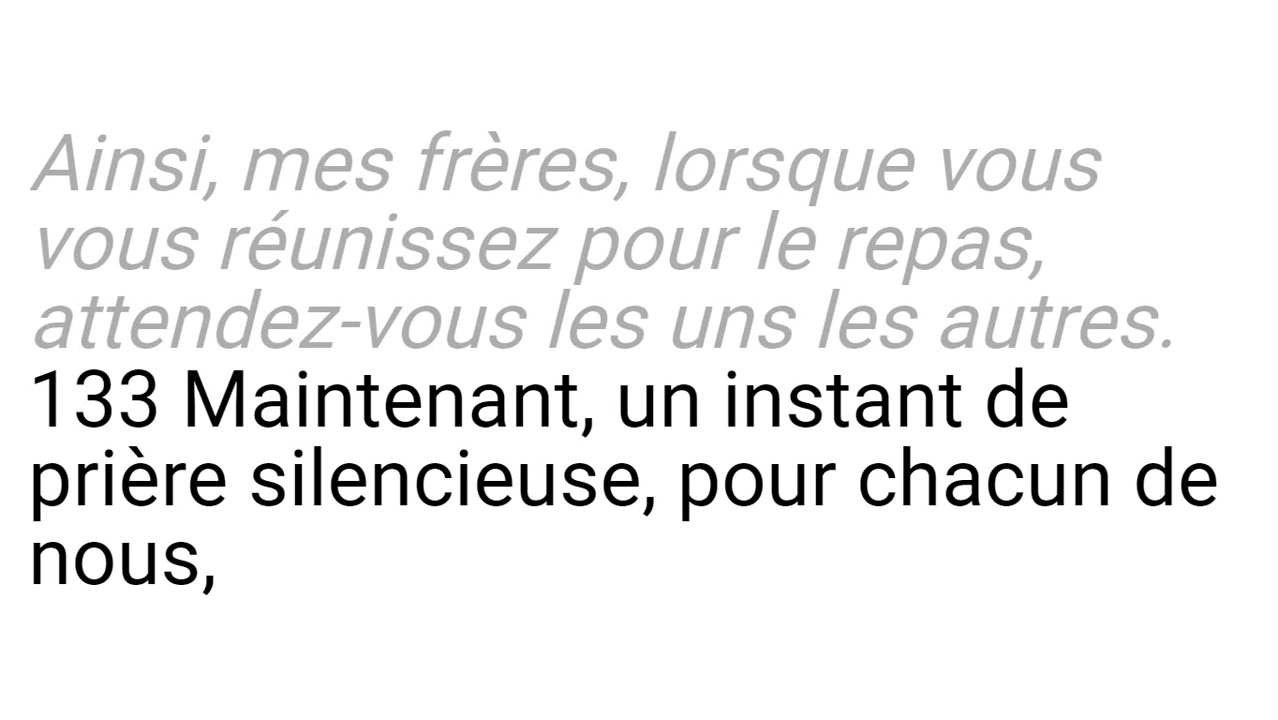 Ainsi, mes frères, lorsque vous
vous réunissez pour le repas,
attendez-vous les uns les autres.
133 Maintenant, un instant de
prière silencieuse, pour chacun de
nous,